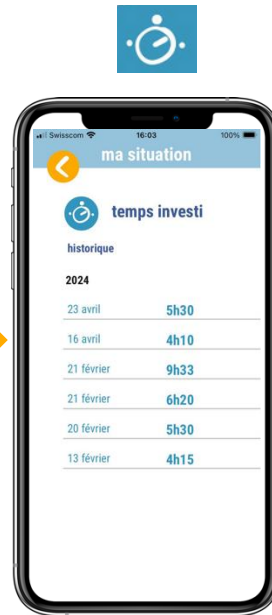 Swisscom 16:03 100%
ma situation
temps investi
historique
2024
23 avril 5h30
16 avril 4h10
21 février 9h33
21 février 6h20
20 février 5h30
13 février 4h15